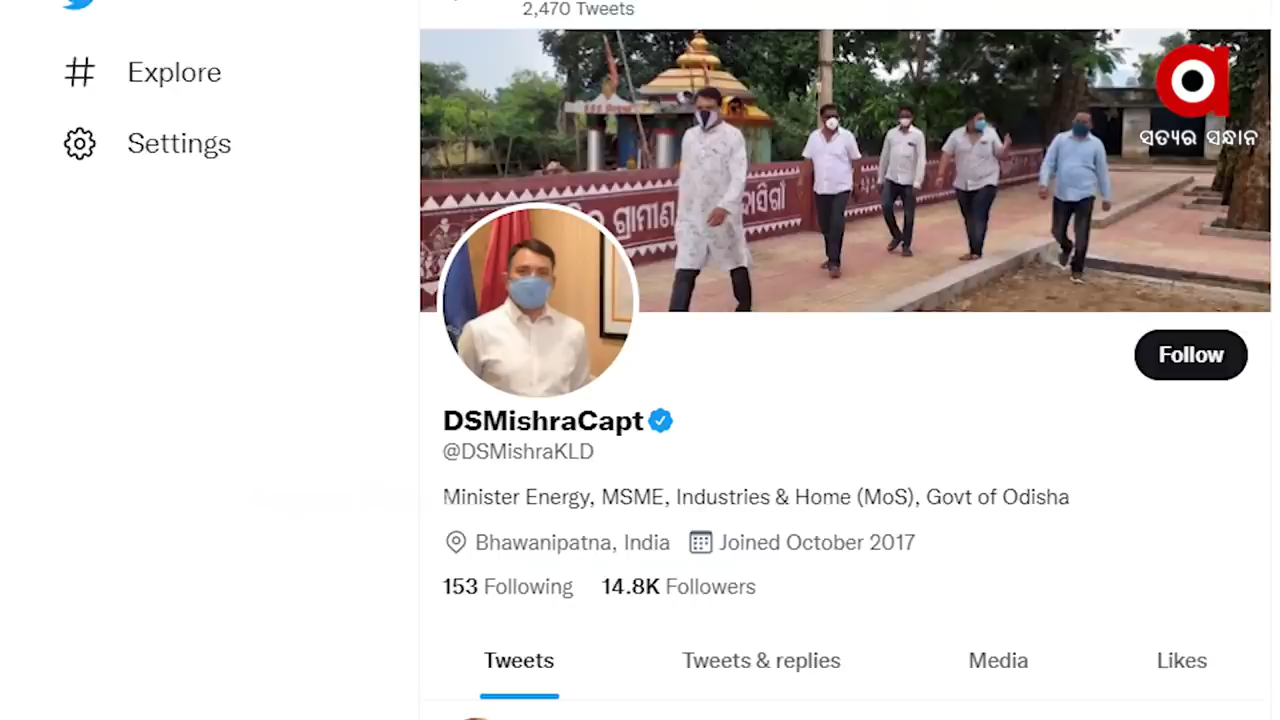 2,470 Tweets
Explore
Settings
ସତ୍ୟର ସନ୍ଧାନ
ଗ୍ରାମୀଣ
DSMishraCapt
@DSMishraKLD
Minister Energy, MSME, Industries & Home (MoS), Govt of Odisha
Bhawanipatna, India Joined October 2017
153 Following 14.8K Followers
Follow
Tweets Tweets & replies Media Likes